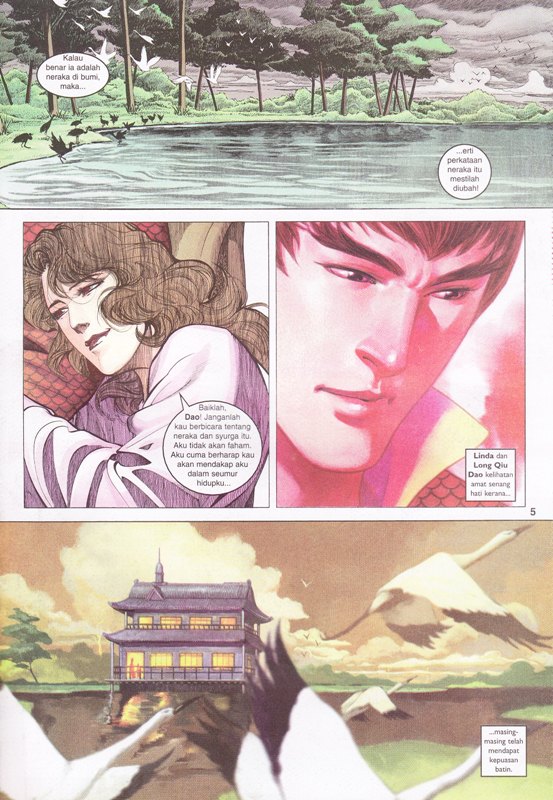 Kalau
benar ia adalah
neraka di bumi,
maka...
...erti
perkataan
neraka itu
mestilah
diubah!
Baiklah,
Dao! Janganlah
kau berbicara tentang
neraka dan syurga itu.
Aku tidak akan faham.
Aku cuma berharap kau
akan mendakap aku
dalam seumur
hidupku...
Linda dan
Long Qiu
Dao kelihatan
amat senang
hati kerana...
5
...masing-
masing telah
mendapat
kepuasan
batin.